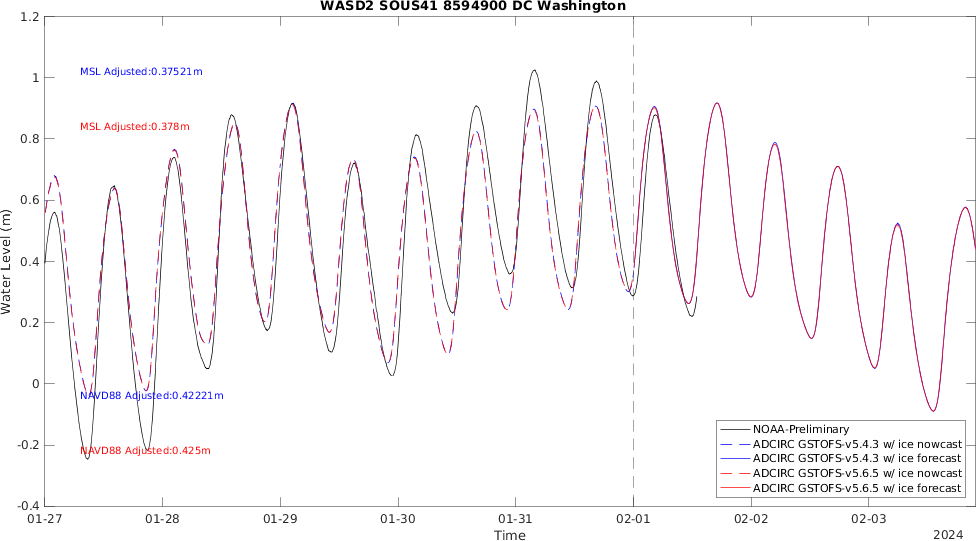 WASD2 SOUS41 8594900 DC Washington
1.2
1
0.8
0.6
0.4
0.2
0
-0.2
-0.4
Water Level (m)
MSL Adjusted:0.37521m
MSL Adjusted:0.378m
NAVD88 Adjusted:0.42221m
NAVD88 Adjusted:0.425m
NOAA-Preliminary
ADCIRC GSTOFS-v5.4.3 w/ ice nowcast
ADCIRC GSTOFS-v5.4.3 w/ ice forecast
ADCIRC GSTOFS-v5.6.5 w/ ice nowcast
ADCIRC GSTOFS-v5.6.5 w/ ice forecast
01-27 01-28 01-29 01-30 01-31 02-01 02-02 02-03
Time
2024